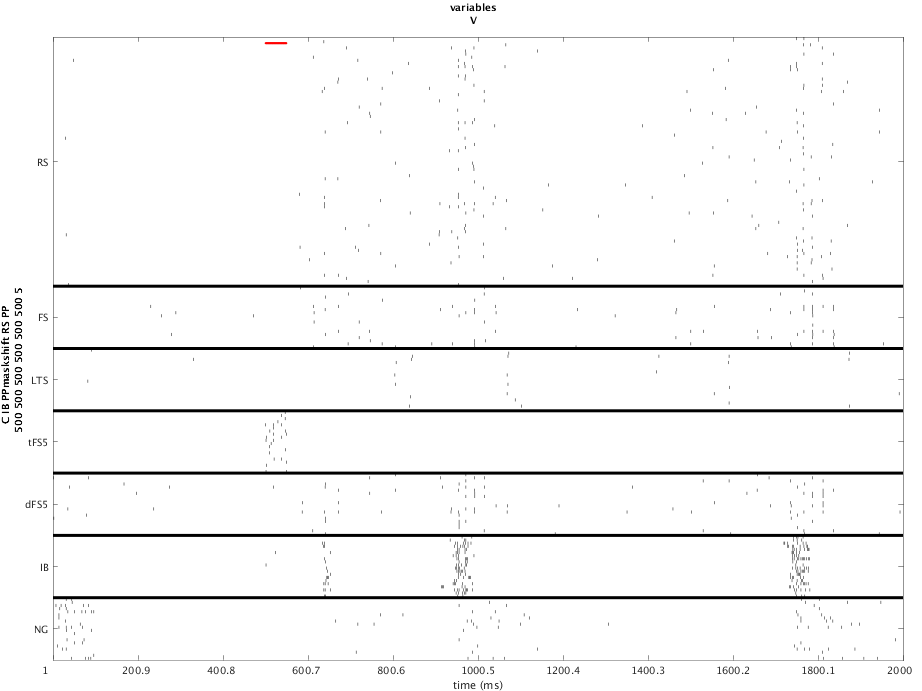 variables
V
C IB PPmaskshift RS PP
500 500 500 500 500 500 5
RS
FS
LTS
tFS5
dFS5
IB
NG
1 200.9 400.8 600.7 800.6 1000.5 1200.4 1400.3 1600.2 1800.1 2000
time (ms)